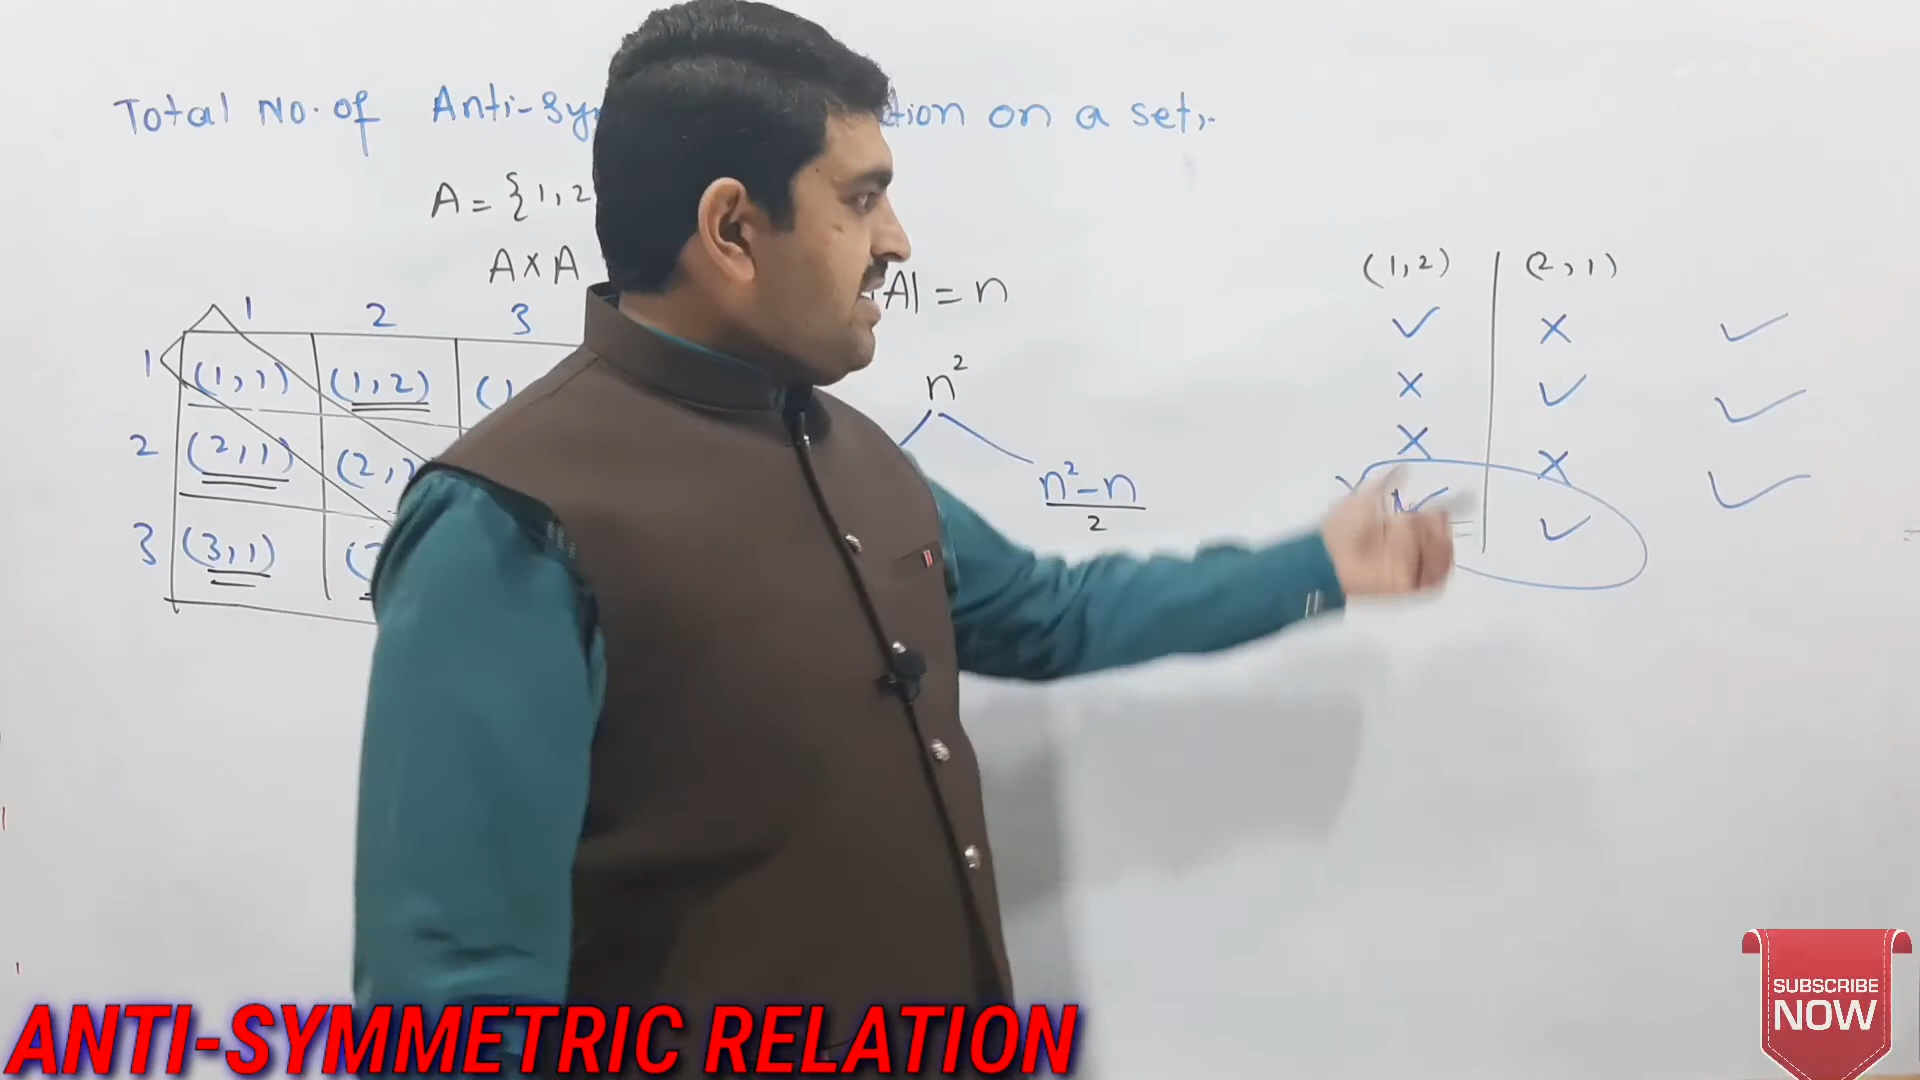 Total No. of Anti-Sy tion on a set:-
A = {1, 2
A × A
|A| = n
1 2 3
1 (1,1) (1,2) (1,
2 (2,1) (2,2
3 (3,1) (3
n²
n²-n
2
(1,2) | (2,1)
✓ × ✓
× ✓ ✓
× × ✓
✓ ✓
ANTI-SYMMETRIC RELATION
SUBSCRIBE
NOW